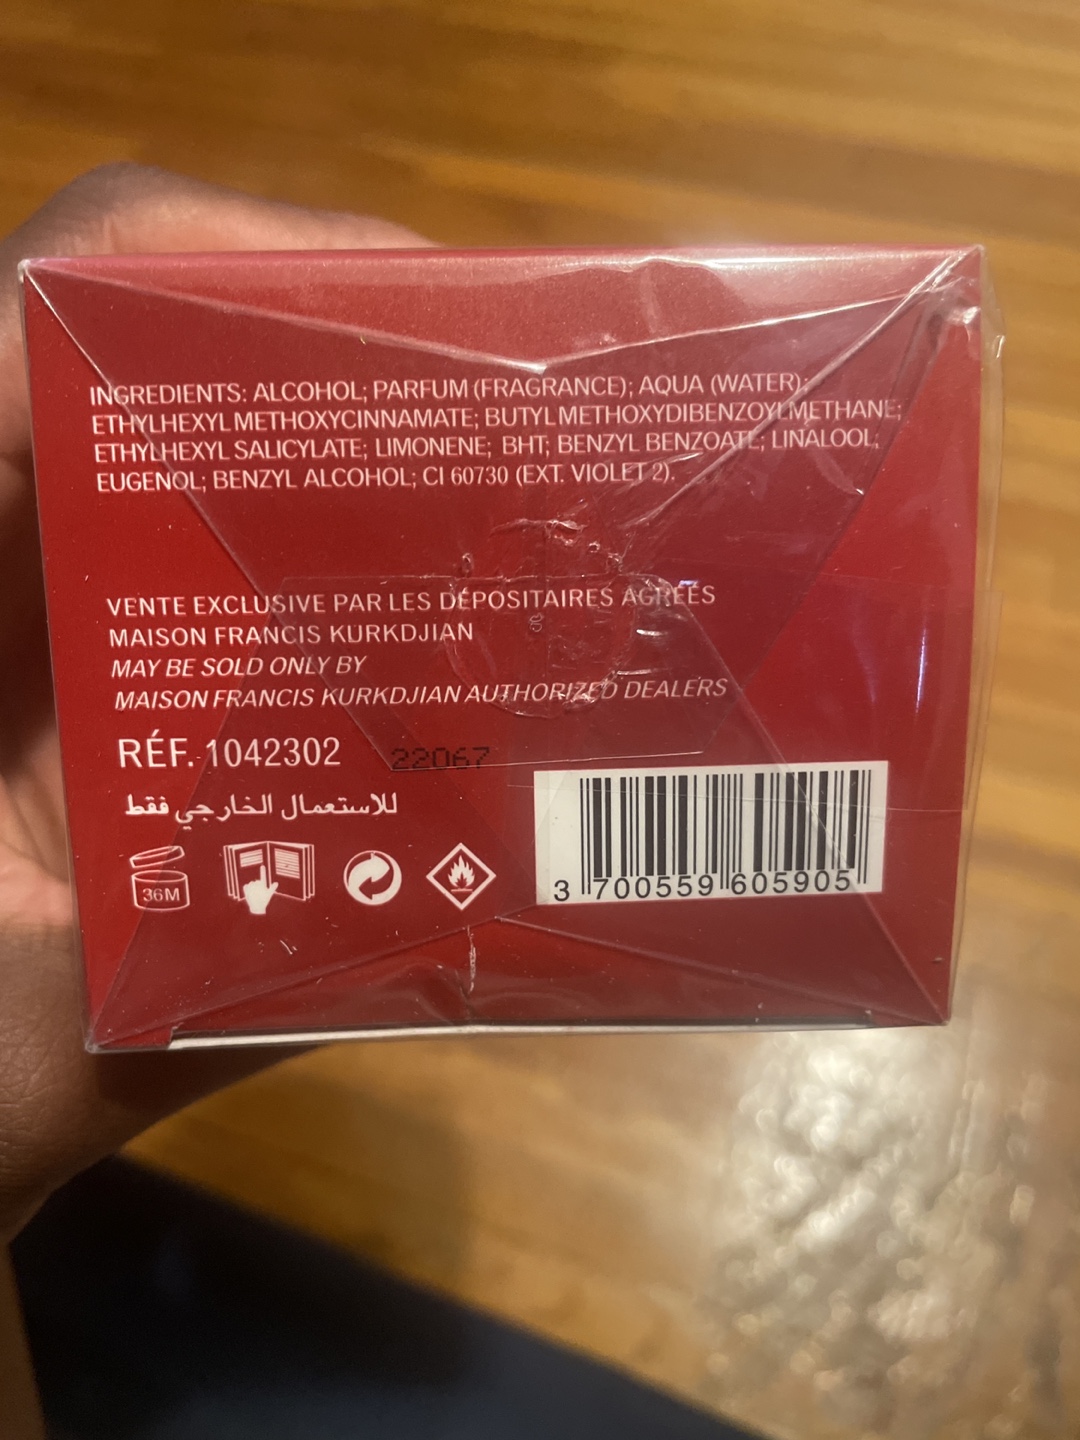 INGREDIENTS: ALCOHOL; PARFUM (FRAGRANCE); AQUA (WATER);
ETHYLHEXYL METHOXYCINNAMATE; BUTYL METHOXYDIBENZOYLMETHANE;
ETHYLHEXYL SALICYLATE; LIMONENE; BHT; BENZYL BENZOATE; LINALOOL;
EUGENOL; BENZYL ALCOHOL; CI 60730 (EXT. VIOLET 2).
VENTE EXCLUSIVE PAR LES DÉPOSITAIRES AGRÉÉS
MAISON FRANCIS KURKDJIAN
MAY BE SOLD ONLY BY
MAISON FRANCIS KURKDJIAN AUTHORIZED DEALERS
RÉF. 1042302 22067
للاستعمال الخارجي فقط
36M
3 700559 605905